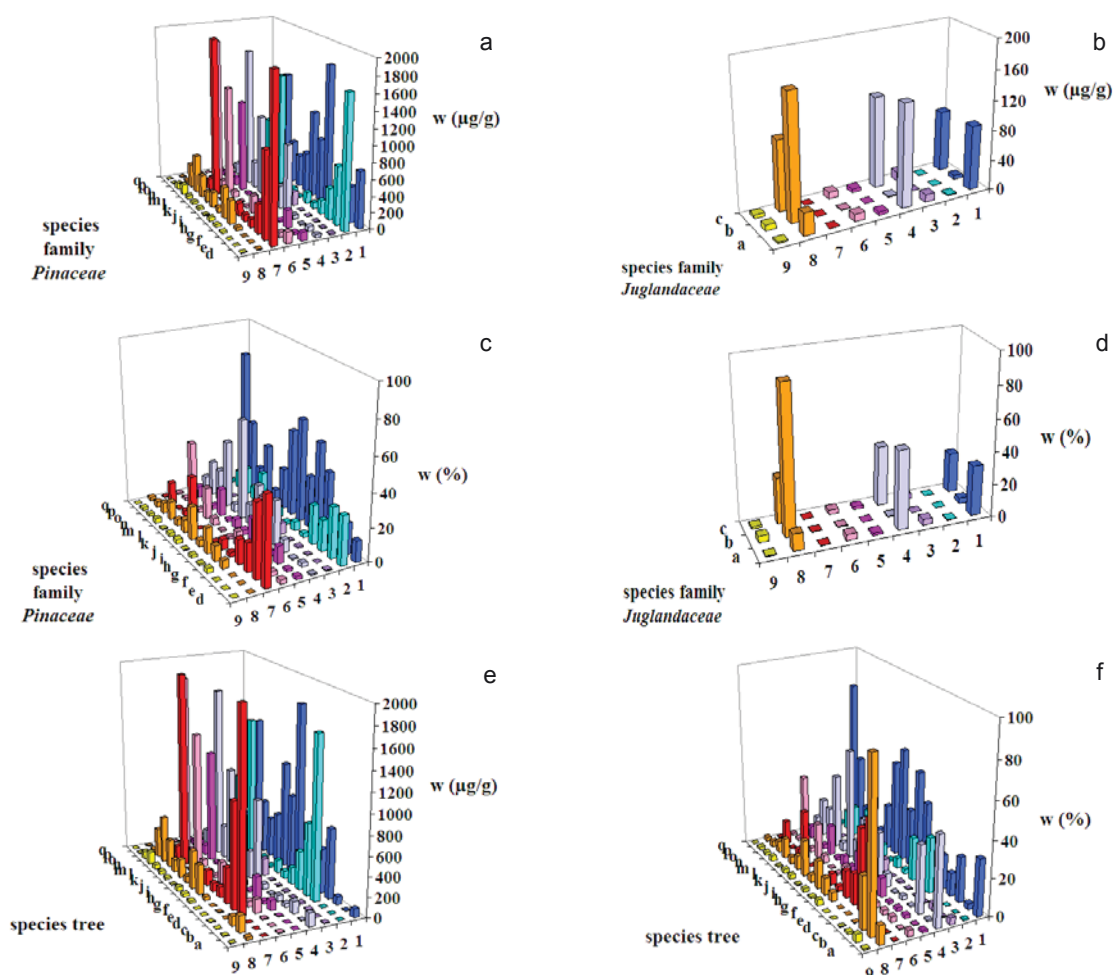 a
2000
1800
1600
1400
1200
1000
800
600
400
200
0
w (µg/g)
q
p
o
n
m
l
k
j
i
h
g
f
e
d
9 8 7 6 5 4 3 2 1
species
family
Pinaceae
b
200
160
120
80
40
0
w (µg/g)
c
b
a
9 8 7 6 5 4 3 2 1
species family
Juglandaceae
c
100
80
60
40
20
0
w (%)
q
p
o
n
m
l
k
j
i
h
g
f
e
d
9 8 7 6 5 4 3 2 1
species
family
Pinaceae
d
100
80
60
40
20
0
w (%)
c
b
a
9 8 7 6 5 4 3 2 1
species family
Juglandaceae
e
2000
1800
1600
1400
1200
1000
800
600
400
200
0
w (µg/g)
q
p
o
n
m
l
k
j
i
h
g
f
e
d
c
b
a
9 8 7 6 5 4 3 2 1
species tree
f
100
80
60
40
20
0
w (%)
q
p
o
n
m
l
k
j
i
h
g
f
e
d
c
b
a
9 8 7 6 5 4 3 2 1
species tree